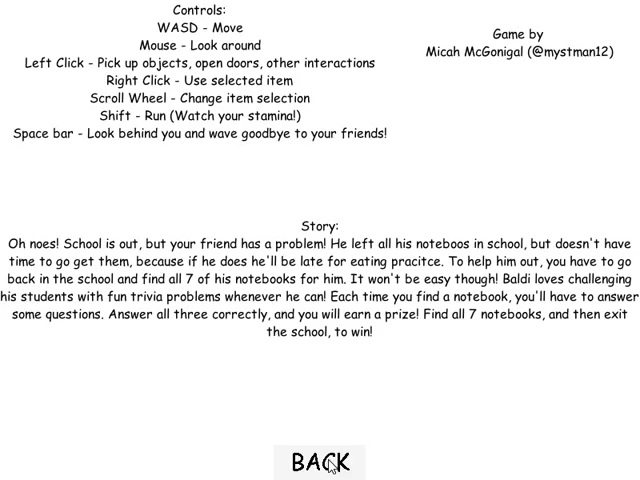 Controls:
WASD - Move
Mouse - Look around
Left Click - Pick up objects, open doors, other interactions
Right Click - Use selected item
Scroll Wheel - Change item selection
Shift - Run (Watch your stamina!)
Space bar - Look behind you and wave goodbye to your friends!
Game by
Micah McGonigal (@mystman12)
Story:
Oh noes! School is out, but your friend has a problem! He left all his noteboos in school, but doesn't have
time to go get them, because if he does he'll be late for eating pracitce. To help him out, you have to go
back in the school and find all 7 of his notebooks for him. It won't be easy though! Baldi loves challenging
his students with fun trivia problems whenever he can! Each time you find a notebook, you'll have to answer
some questions. Answer all three correctly, and you will earn a prize! Find all 7 notebooks, and then exit
the school, to win!
BACK